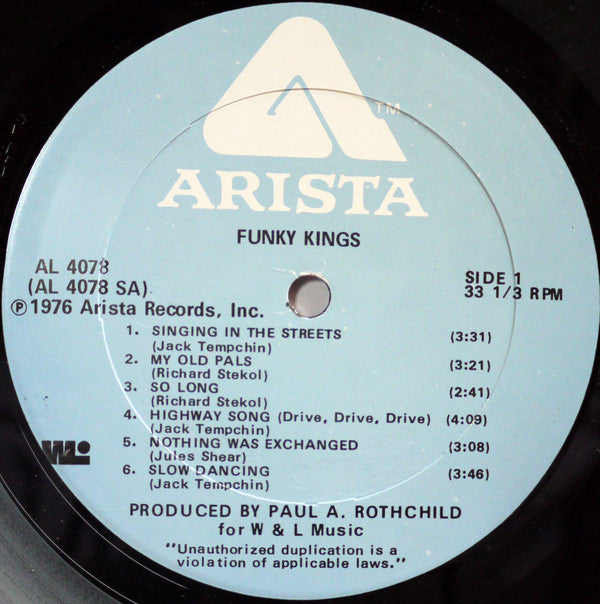 TM
ARISTA
FUNKY KINGS
AL 4078
(AL 4078 SA)
SIDE 1
℗1976 Arista Records, Inc.
33 1/3 RPM
1. SINGING IN THE STREETS (3:31)
(Jack Tempchin)
2. MY OLD PALS (3:21)
(Richard Stekol)
3. SO LONG (2:41)
(Richard Stekol)
4. HIGHWAY SONG (Drive, Drive, Drive) (4:09)
(Jack Tempchin)
5. NOTHING WAS EXCHANGED (3:08)
(Jules Shear)
6. SLOW DANCING (3:46)
(Jack Tempchin)
PRODUCED BY PAUL A. ROTHCHILD
for W & L Music
"Unauthorized duplication is a
violation of applicable laws."